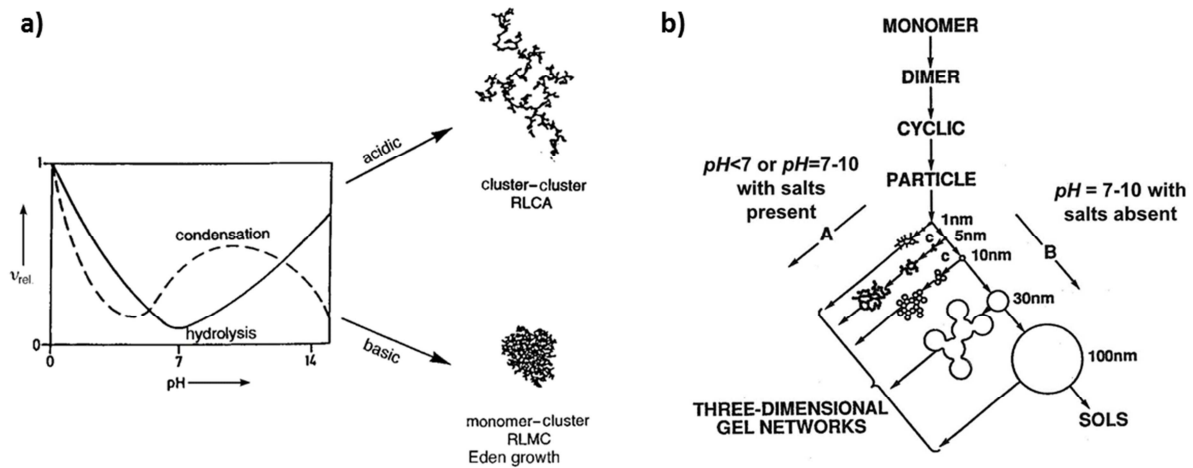 a)
1
ν rel.
0
0
7
14
pH
condensation
hydrolysis
acidic
basic
cluster-cluster
RLCA
monomer-cluster
RLMC
Eden growth
b)
MONOMER
DIMER
CYCLIC
PARTICLE
pH<7 or pH=7-10
with salts
present
pH = 7-10 with
salts absent
A
B
1nm
c
5nm
c
10nm
30nm
100nm
THREE-DIMENSIONAL
GEL NETWORKS
SOLS